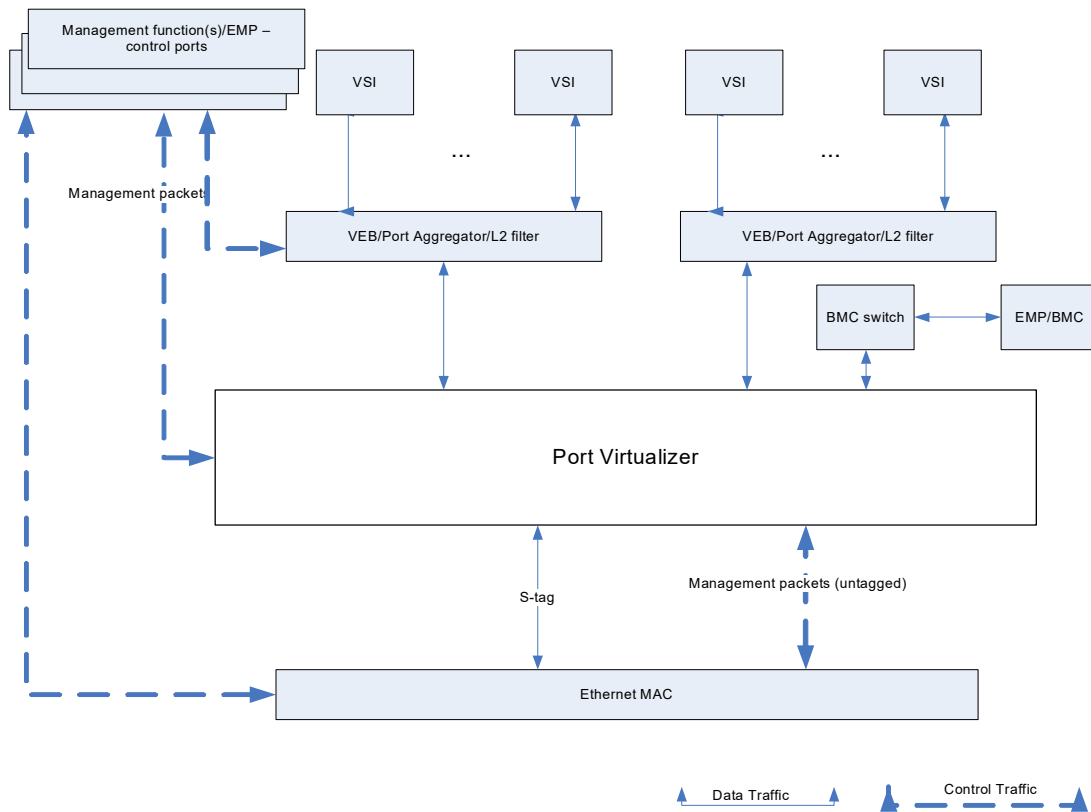 Management function(s)/EMP –
control ports
VSI
VSI
VSI
VSI
...
...
Management packets
VEB/Port Aggregator/L2 filter
VEB/Port Aggregator/L2 filter
BMC switch
EMP/BMC
Port Virtualizer
S-tag
Management packets (untagged)
Ethernet MAC
Data Traffic
Control Traffic